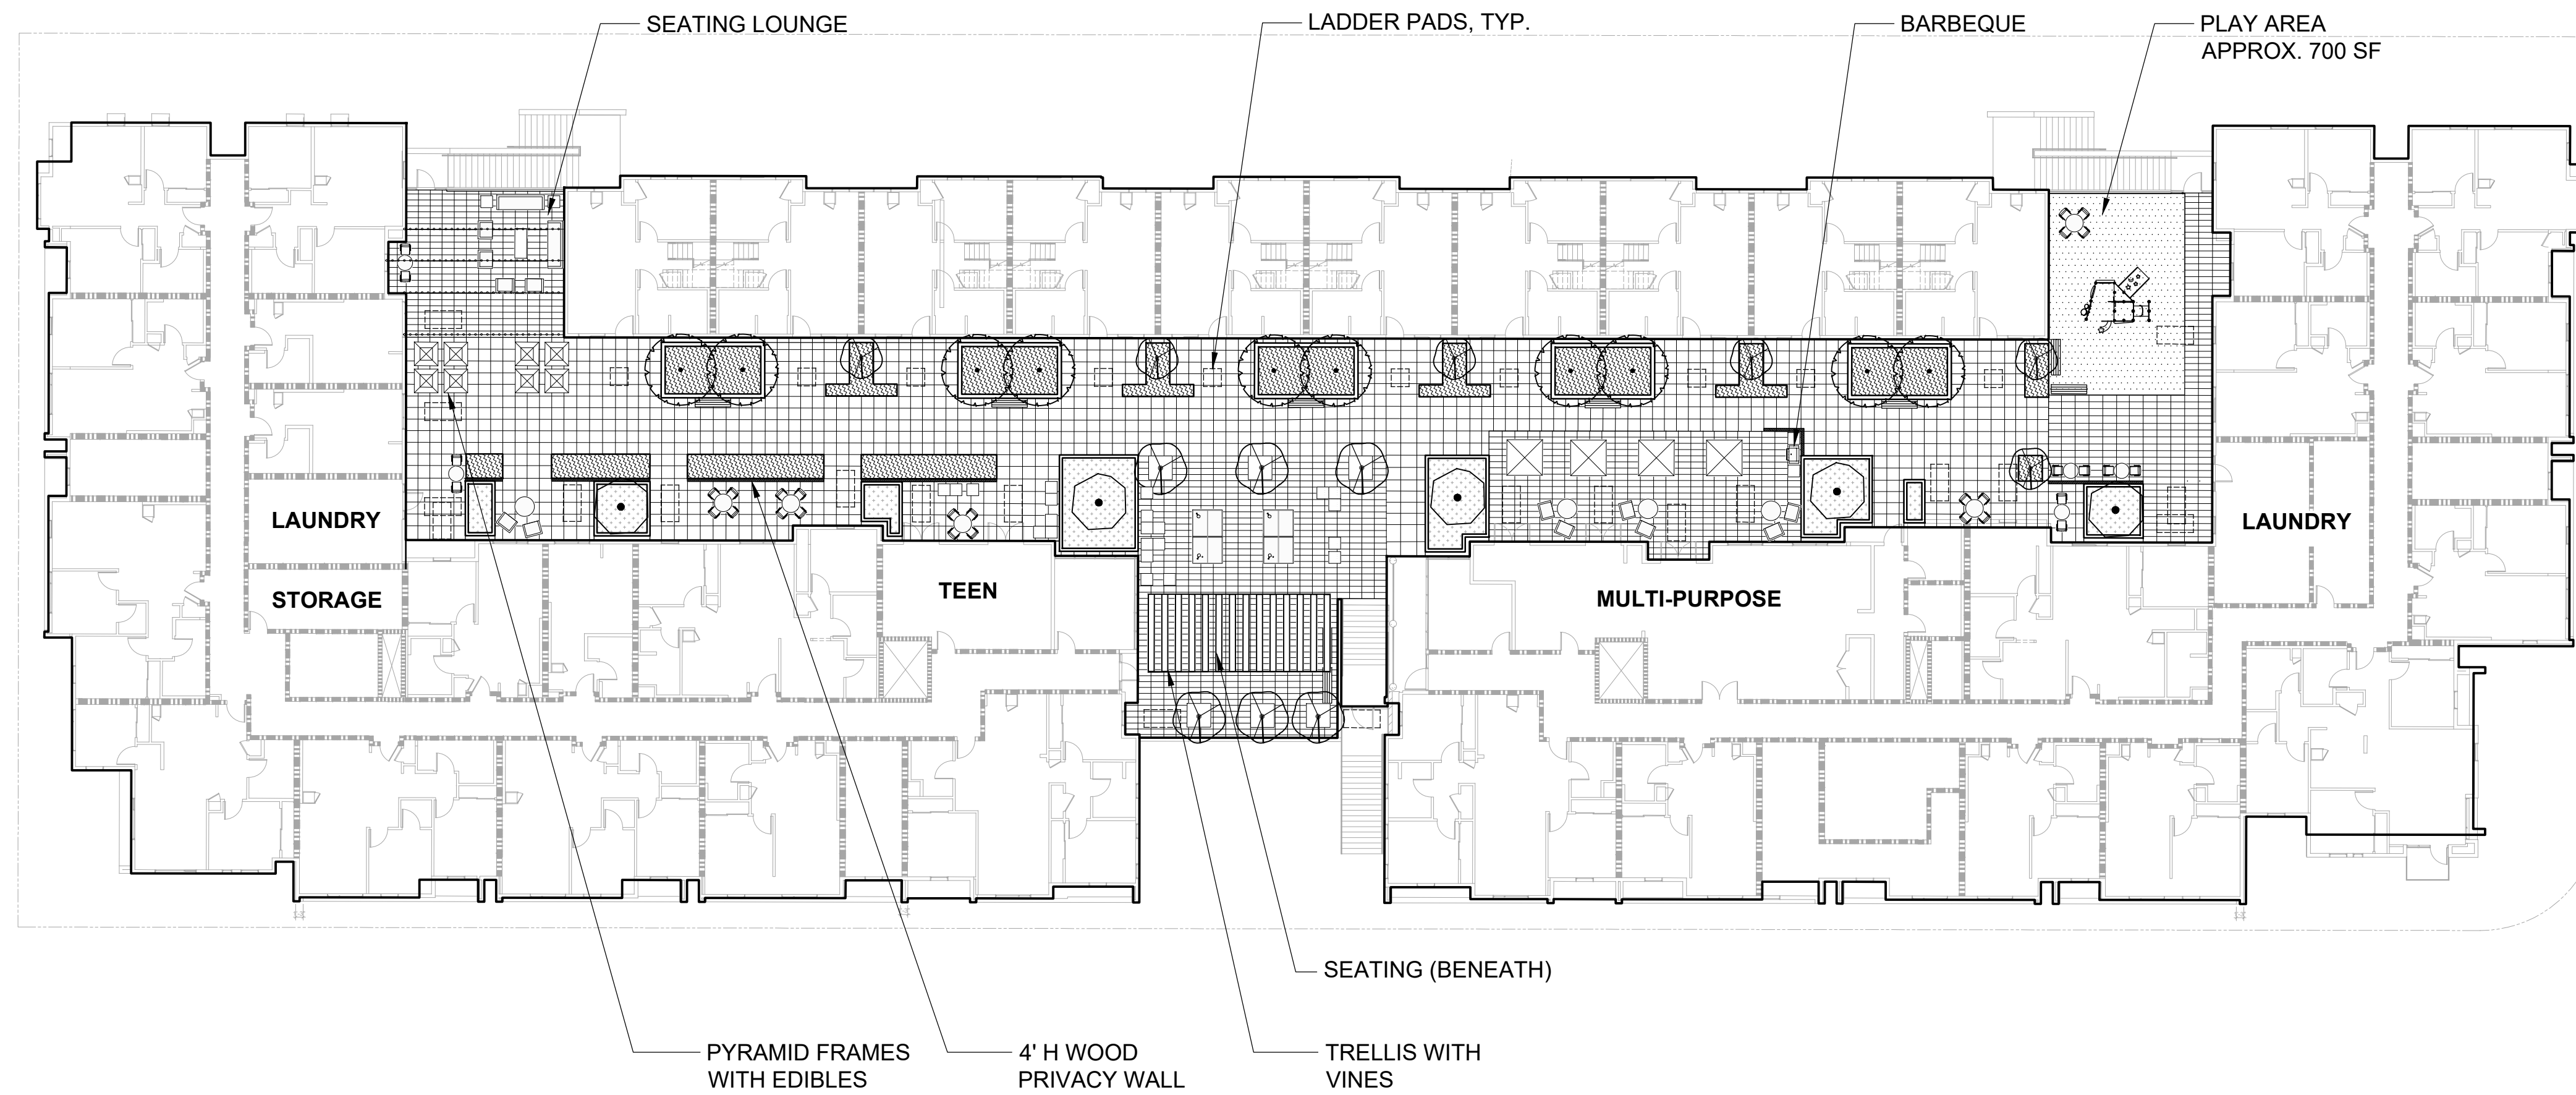 SEATING LOUNGE
LADDER PADS, TYP.
BARBEQUE
PLAY AREA
APPROX. 700 SF
LAUNDRY
LAUNDRY
STORAGE
TEEN
MULTI-PURPOSE
SEATING (BENEATH)
PYRAMID FRAMES
WITH EDIBLES
4' H WOOD
PRIVACY WALL
TRELLIS WITH
VINES